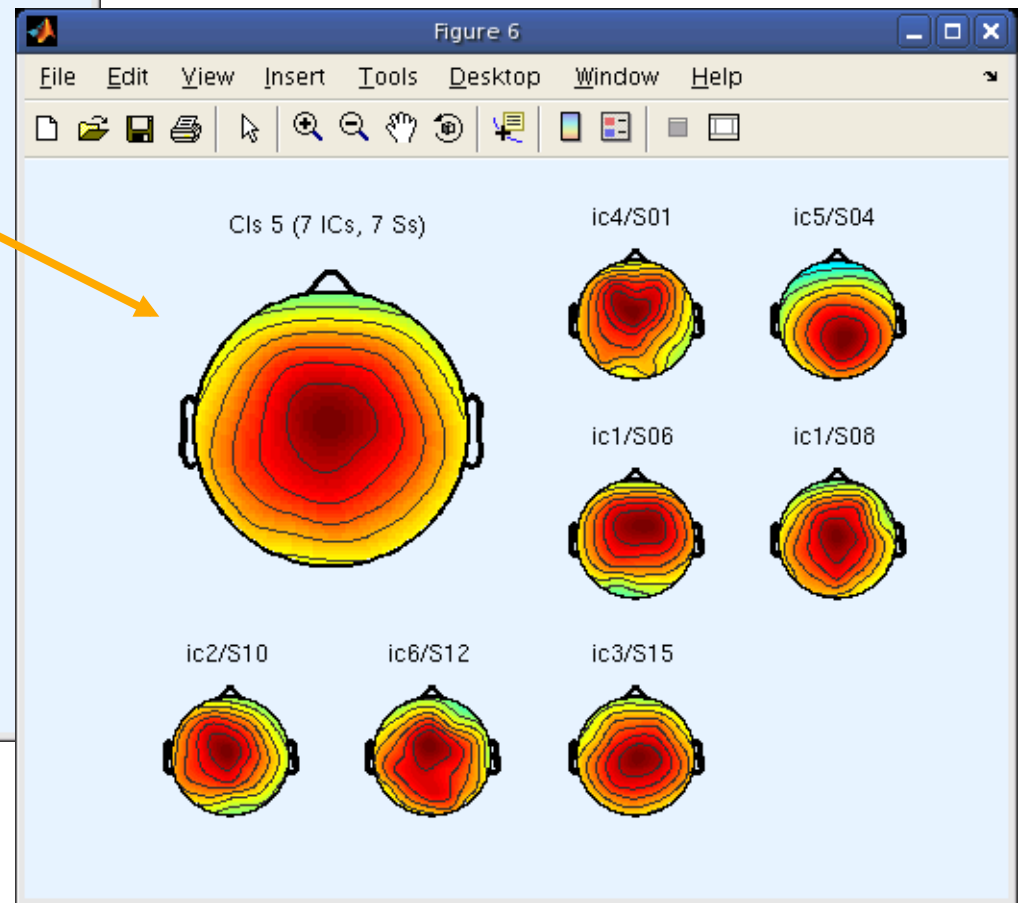 Figure 6
File Edit View Insert Tools Desktop Window Help
Cls 5 (7 ICs, 7 Ss)
ic4/S01
ic5/S04
ic1/S06
ic1/S08
ic2/S10
ic6/S12
ic3/S15